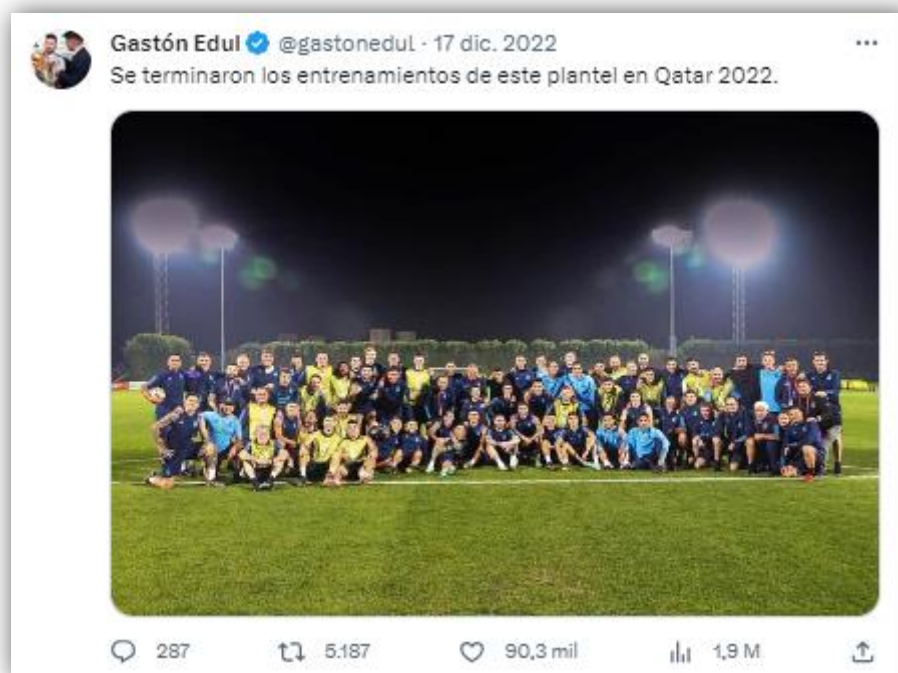 Gastón Edul @gastonedul · 17 dic. 2022
Se terminaron los entrenamientos de este plantel en Qatar 2022.
287 5.187 90,3 mil 1,9 M